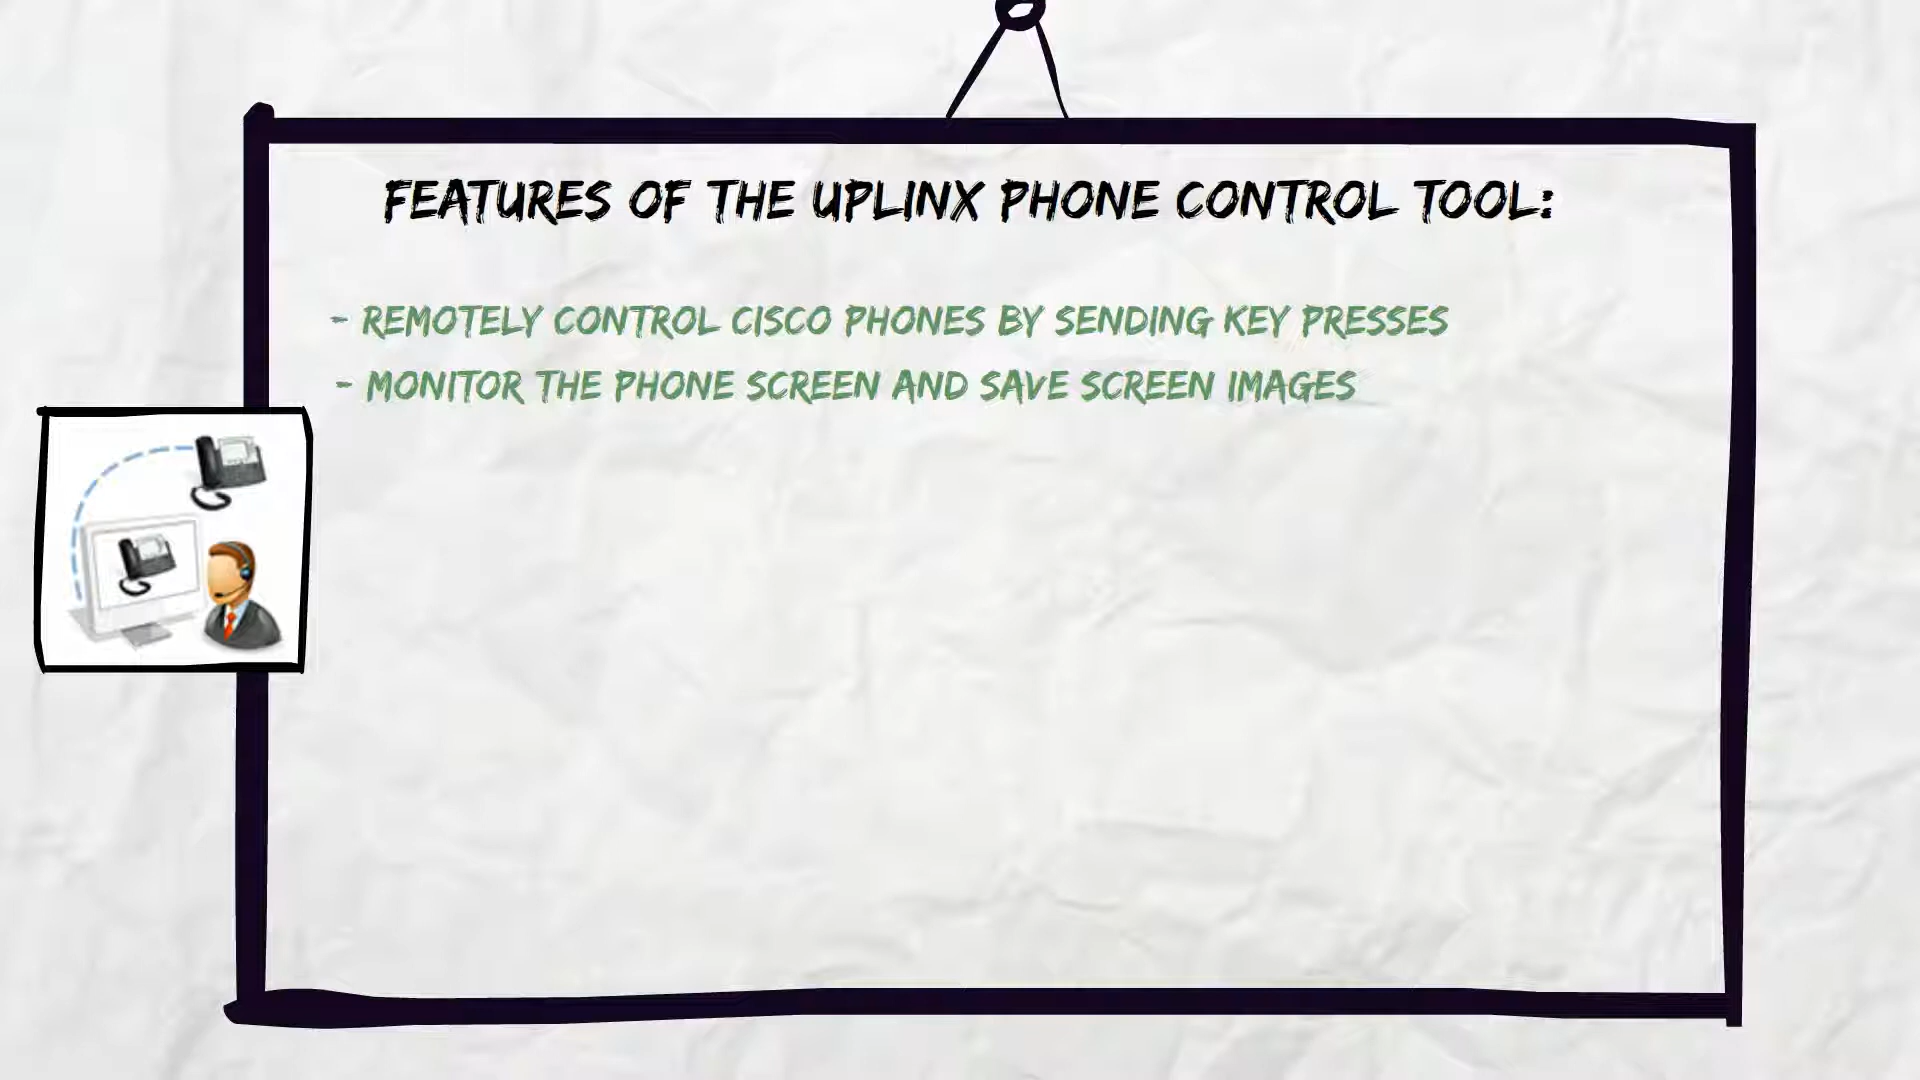 FEATURES OF THE UPLINX PHONE CONTROL TOOL:
- REMOTELY CONTROL CISCO PHONES BY SENDING KEY PRESSES
- MONITOR THE PHONE SCREEN AND SAVE SCREEN IMAGES